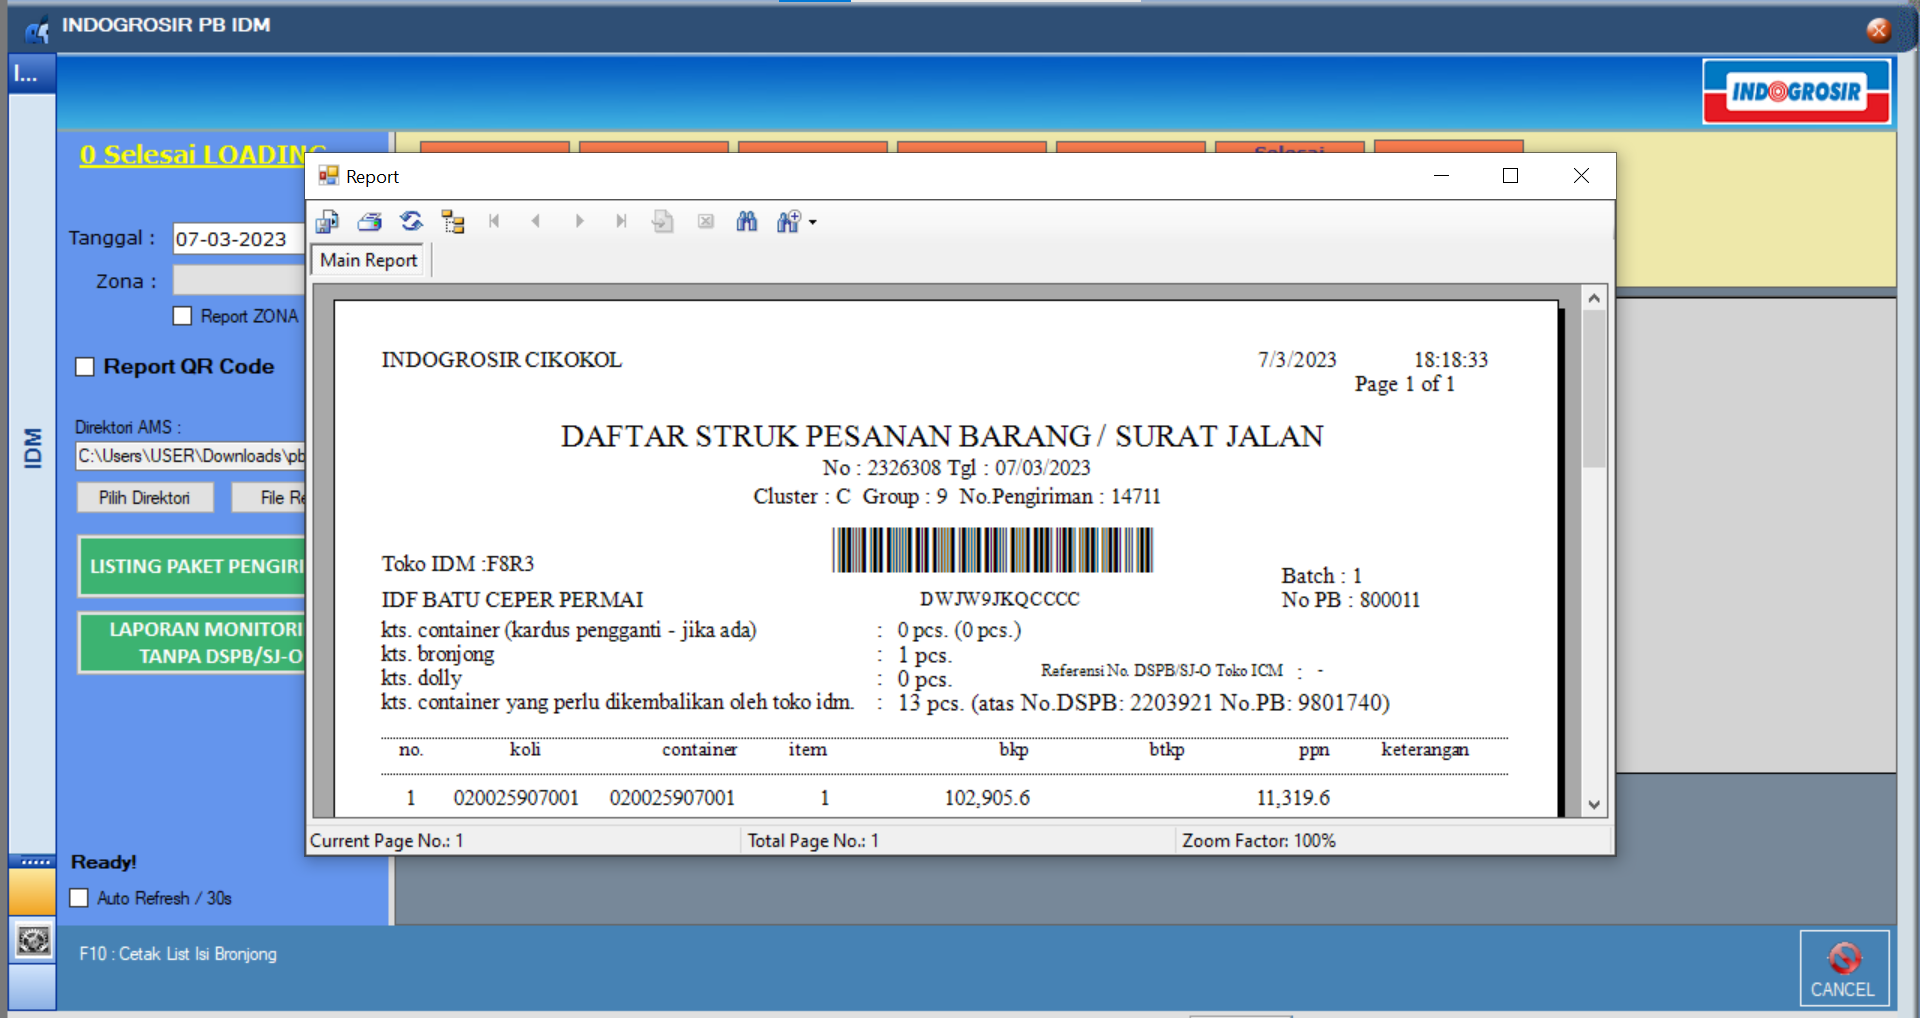 INDOGROSIR PB IDM
I...
INDOGROSIR
0 Selesai LOADING
Selesai
Tanggal : 07-03-2023
Zona :
Report ZONA
Report QR Code
Direktori AMS :
C:\Users\USER\Downloads\pb
Pilih Direktori
File Re
LISTING PAKET PENGIRI
LAPORAN MONITORI
TANPA DSPB/SJ-O
IDM
Ready!
Auto Refresh / 30s
F10 : Cetak List Isi Bronjong
CANCEL
Report
Main Report
INDOGROSIR CIKOKOL 7/3/2023 18:18:33
Page 1 of 1
DAFTAR STRUK PESANAN BARANG / SURAT JALAN
No : 2326308 Tgl : 07/03/2023
Cluster : C Group : 9 No.Pengiriman : 14711
Toko IDM :F8R3
Batch : 1
IDF BATU CEPER PERMAI DWJW9JKQCCCC No PB : 800011
kts. container (kardus pengganti - jika ada) : 0 pcs. (0 pcs.)
kts. bronjong : 1 pcs.
Referensi No. DSPB/SJ-O Toko ICM : -
kts. dolly : 0 pcs.
kts. container yang perlu dikembalikan oleh toko idm. : 13 pcs. (atas No.DSPB: 2203921 No.PB: 9801740)
no. koli container item bkp btkp ppn keterangan
1 020025907001 020025907001 1 102,905.6 11,319.6
Current Page No.: 1 Total Page No.: 1 Zoom Factor: 100%